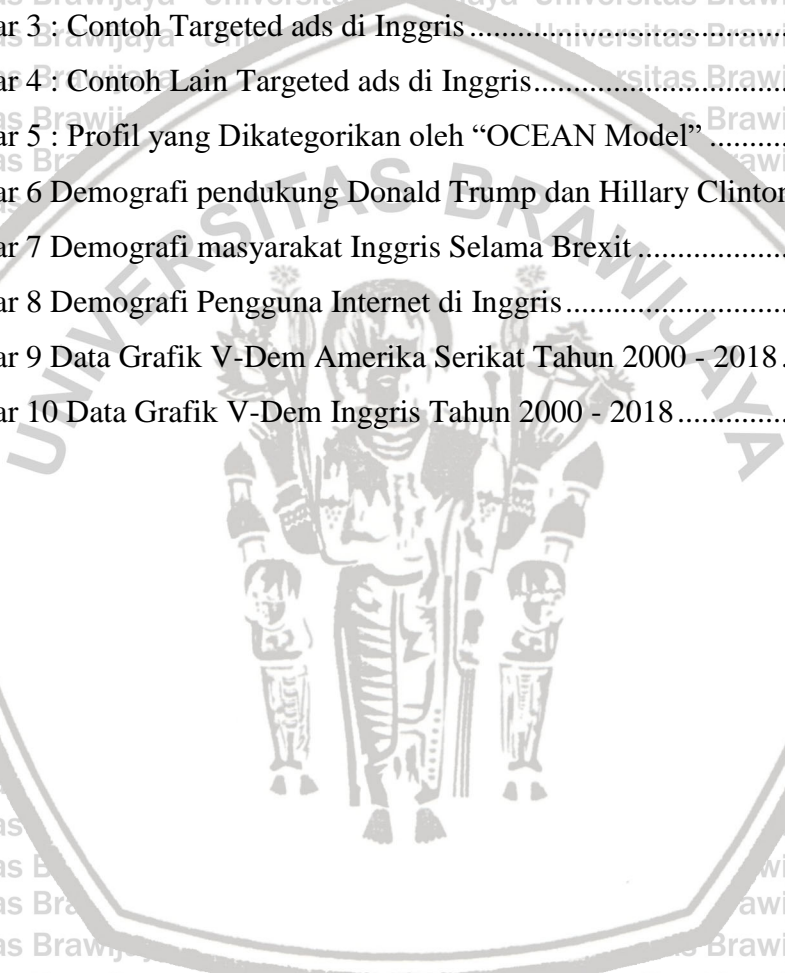 ar 3 : Contoh Targeted ads di Inggris
ar 4 : Contoh Lain Targeted ads di Inggris
ar 5 : Profil yang Dikategorikan oleh “OCEAN Model”
ar 6 Demografi pendukung Donald Trump dan Hillary Clinton
ar 7 Demografi masyarakat Inggris Selama Brexit
ar 8 Demografi Pengguna Internet di Inggris
ar 9 Data Grafik V-Dem Amerika Serikat Tahun 2000 - 2018
ar 10 Data Grafik V-Dem Inggris Tahun 2000 - 2018
UNIVERSITAS BRAWIJAYA